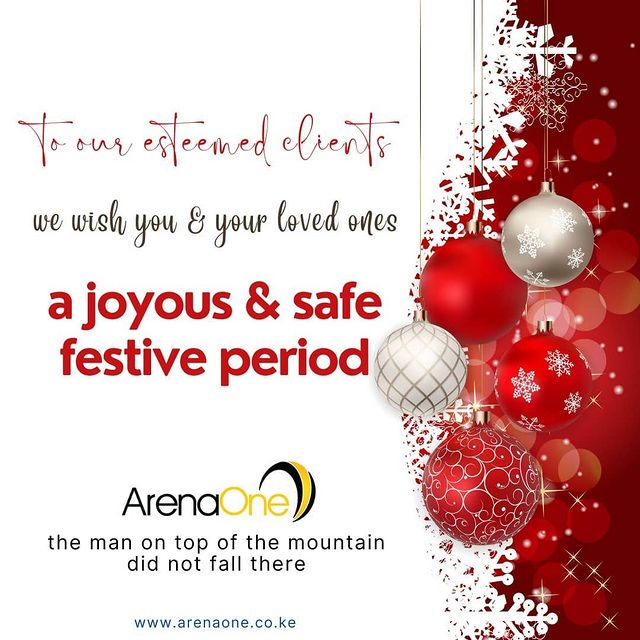 to our esteemed clients
we wish you & your loved ones
a joyous & safe
festive period
ArenaOne
the man on top of the mountain
did not fall there
www.arenaone.co.ke